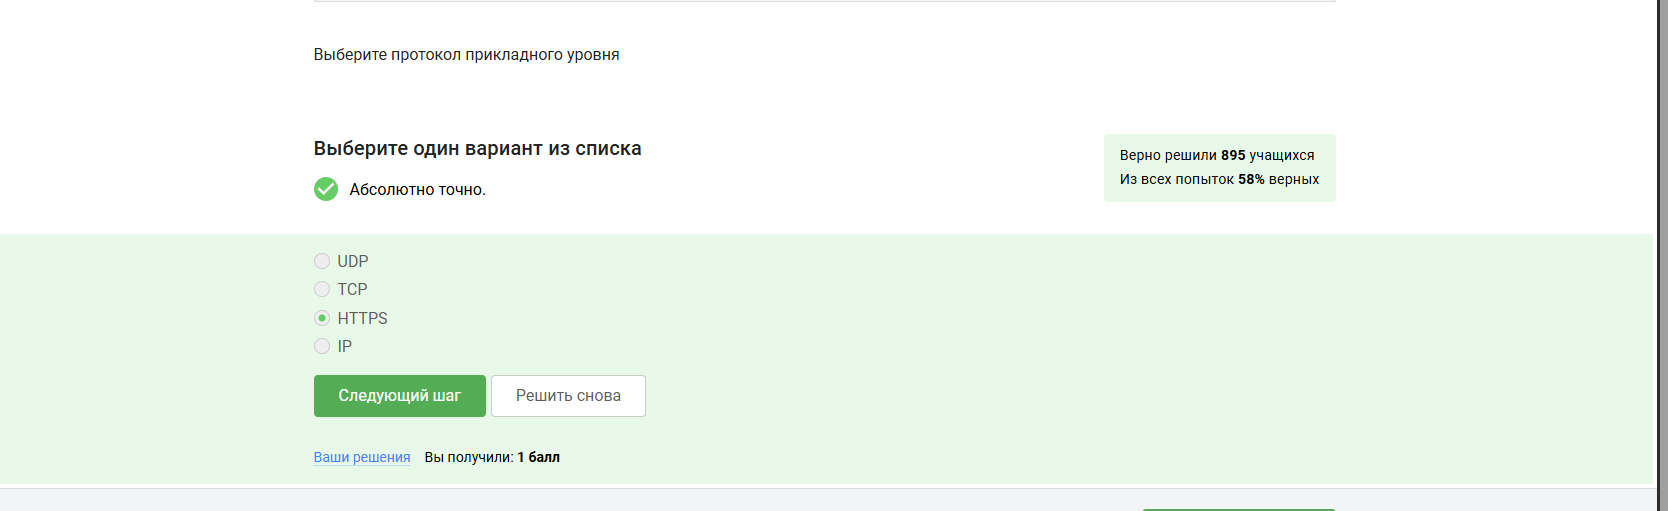 Выберите протокол прикладного уровня
Выберите один вариант из списка
Абсолютно точно.
Верно решили 895 учащихся
Из всех попыток 58% верных
UDP
TCP
HTTPS
IP
Следующий шаг
Решить снова
Ваши решения Вы получили: 1 балл